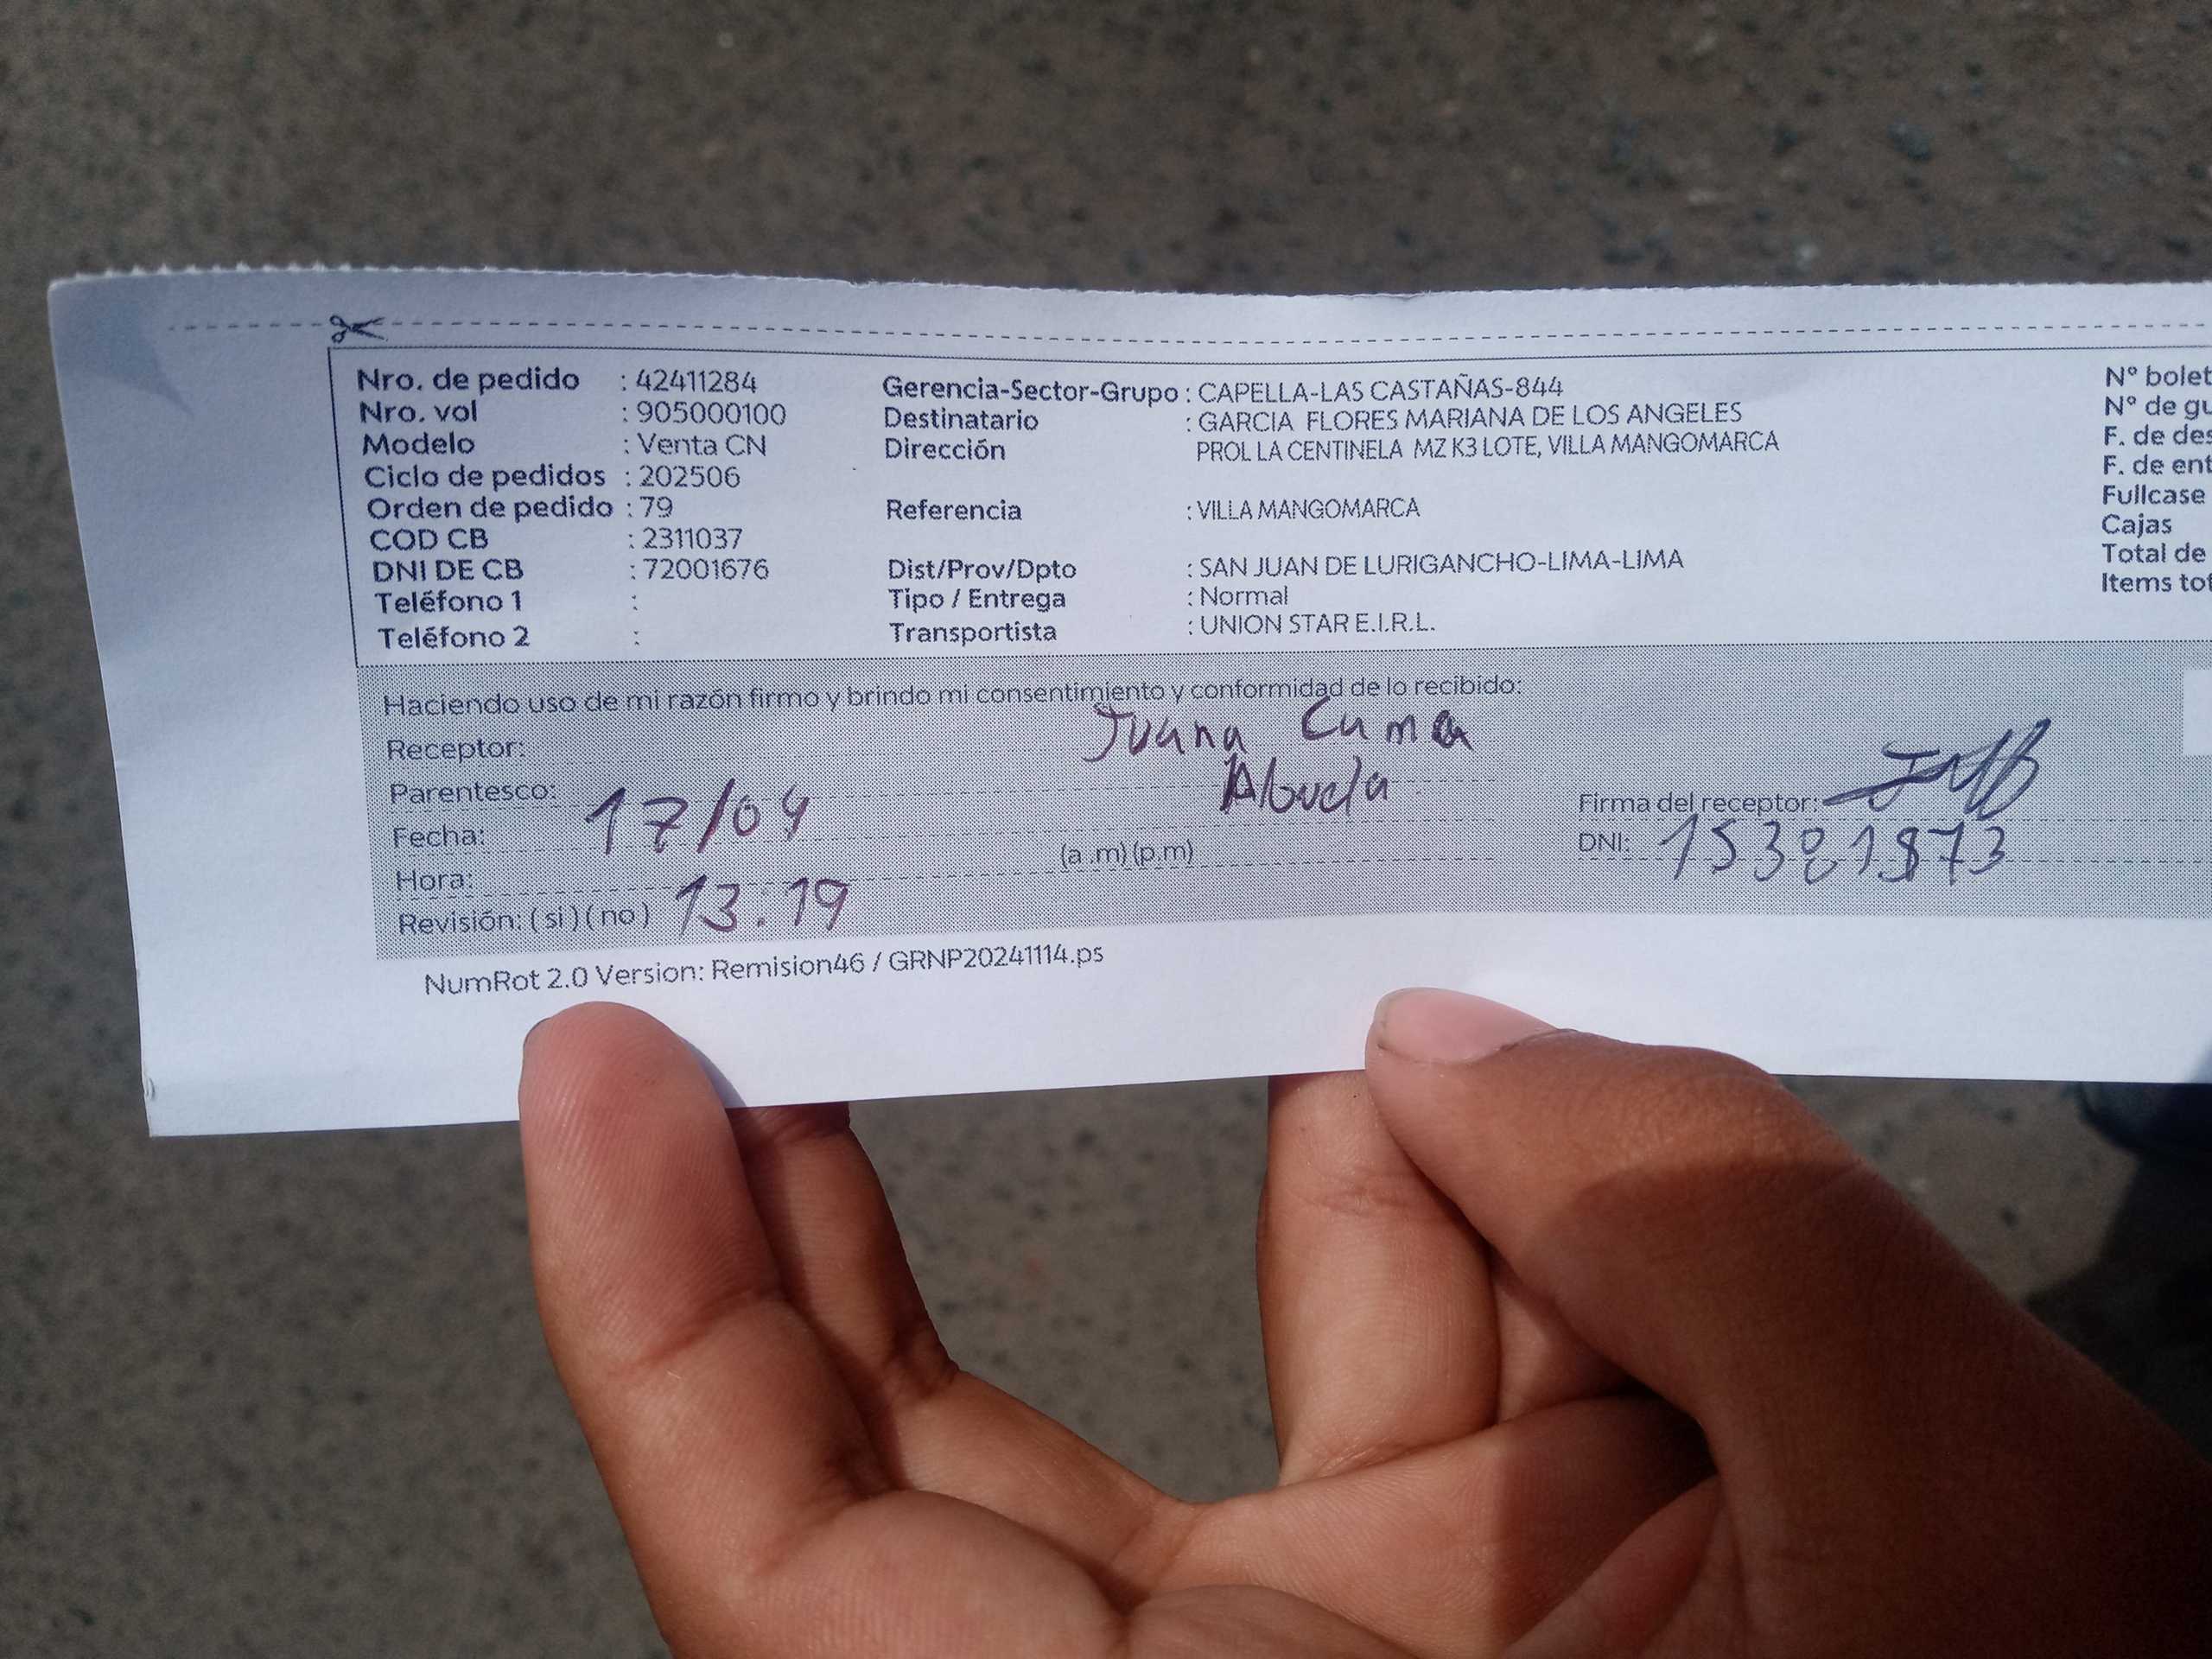 Nro. de pedido : 42411284 Gerencia-Sector-Grupo : CAPELLA-LAS CASTAÑAS-844 Nº bolet
Nro. vol : 905000100 Destinatario : GARCIA FLORES MARIANA DE LOS ANGELES Nº de gu
Modelo : Venta CN Dirección PROL LA CENTINELA MZ K3 LOTE, VILLA MANGOMARCA F. de des
Ciclo de pedidos : 202506 F. de ent
Orden de pedido : 79 Referencia : VILLA MANGOMARCA Fullcase
COD CB : 2311037 Cajas
DNI DE CB : 72001676 Dist/Prov/Dpto : SAN JUAN DE LURIGANCHO-LIMA-LIMA Total de
Teléfono 1 : Tipo / Entrega : Normal Items tot
Teléfono 2 : Transportista : UNION STAR E.I.R.L.
Haciendo uso de mi razón firmo y brindo mi consentimiento y conformidad de lo recibido:
Receptor: Juana Cuma
Parentesco: Abuela
Fecha: 17/04 Firma del receptor:
Hora: (a .m) (p.m) DNI:
Revisión: ( si ) ( no ) 13.19
NumRot 2.0 Version: Remision46 / GRNP20241114.ps